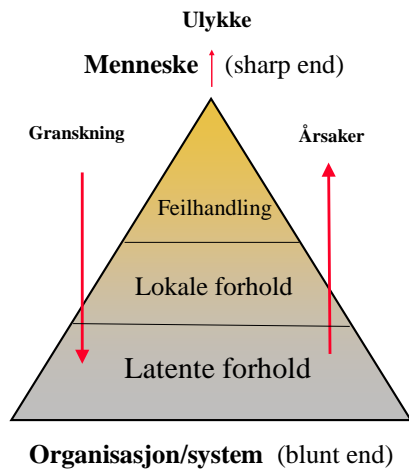 Ulykke
Menneske (sharp end)
Granskning
Årsaker
Feilhandling
Lokale forhold
Latente forhold
Organisasjon/system (blunt end)